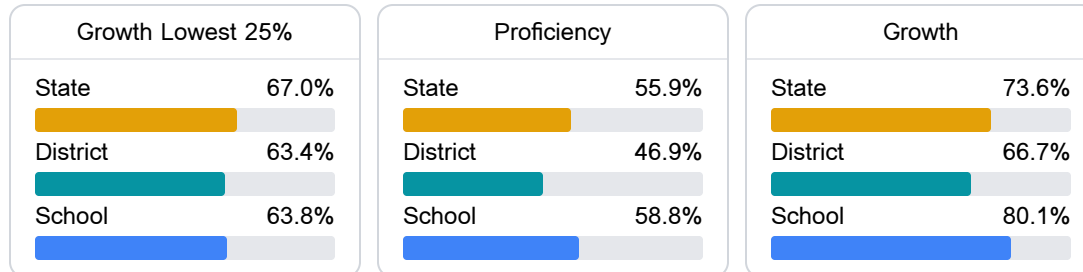 Growth Lowest 25%
State 67.0%
District 63.4%
School 63.8%
Proficiency
State 55.9%
District 46.9%
School 58.8%
Growth
State 73.6%
District 66.7%
School 80.1%